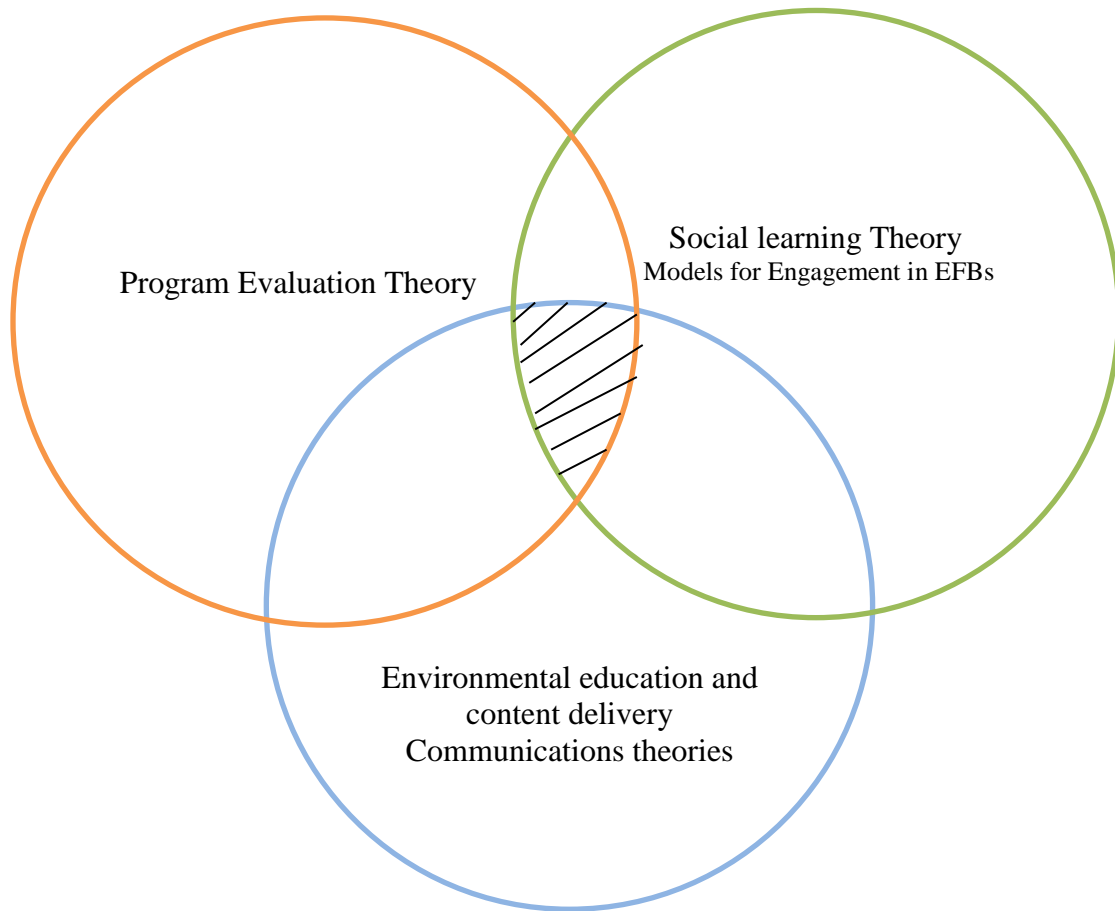 Program Evaluation Theory
Social learning Theory
Models for Engagement in EFBs
Environmental education and
content delivery
Communications theories